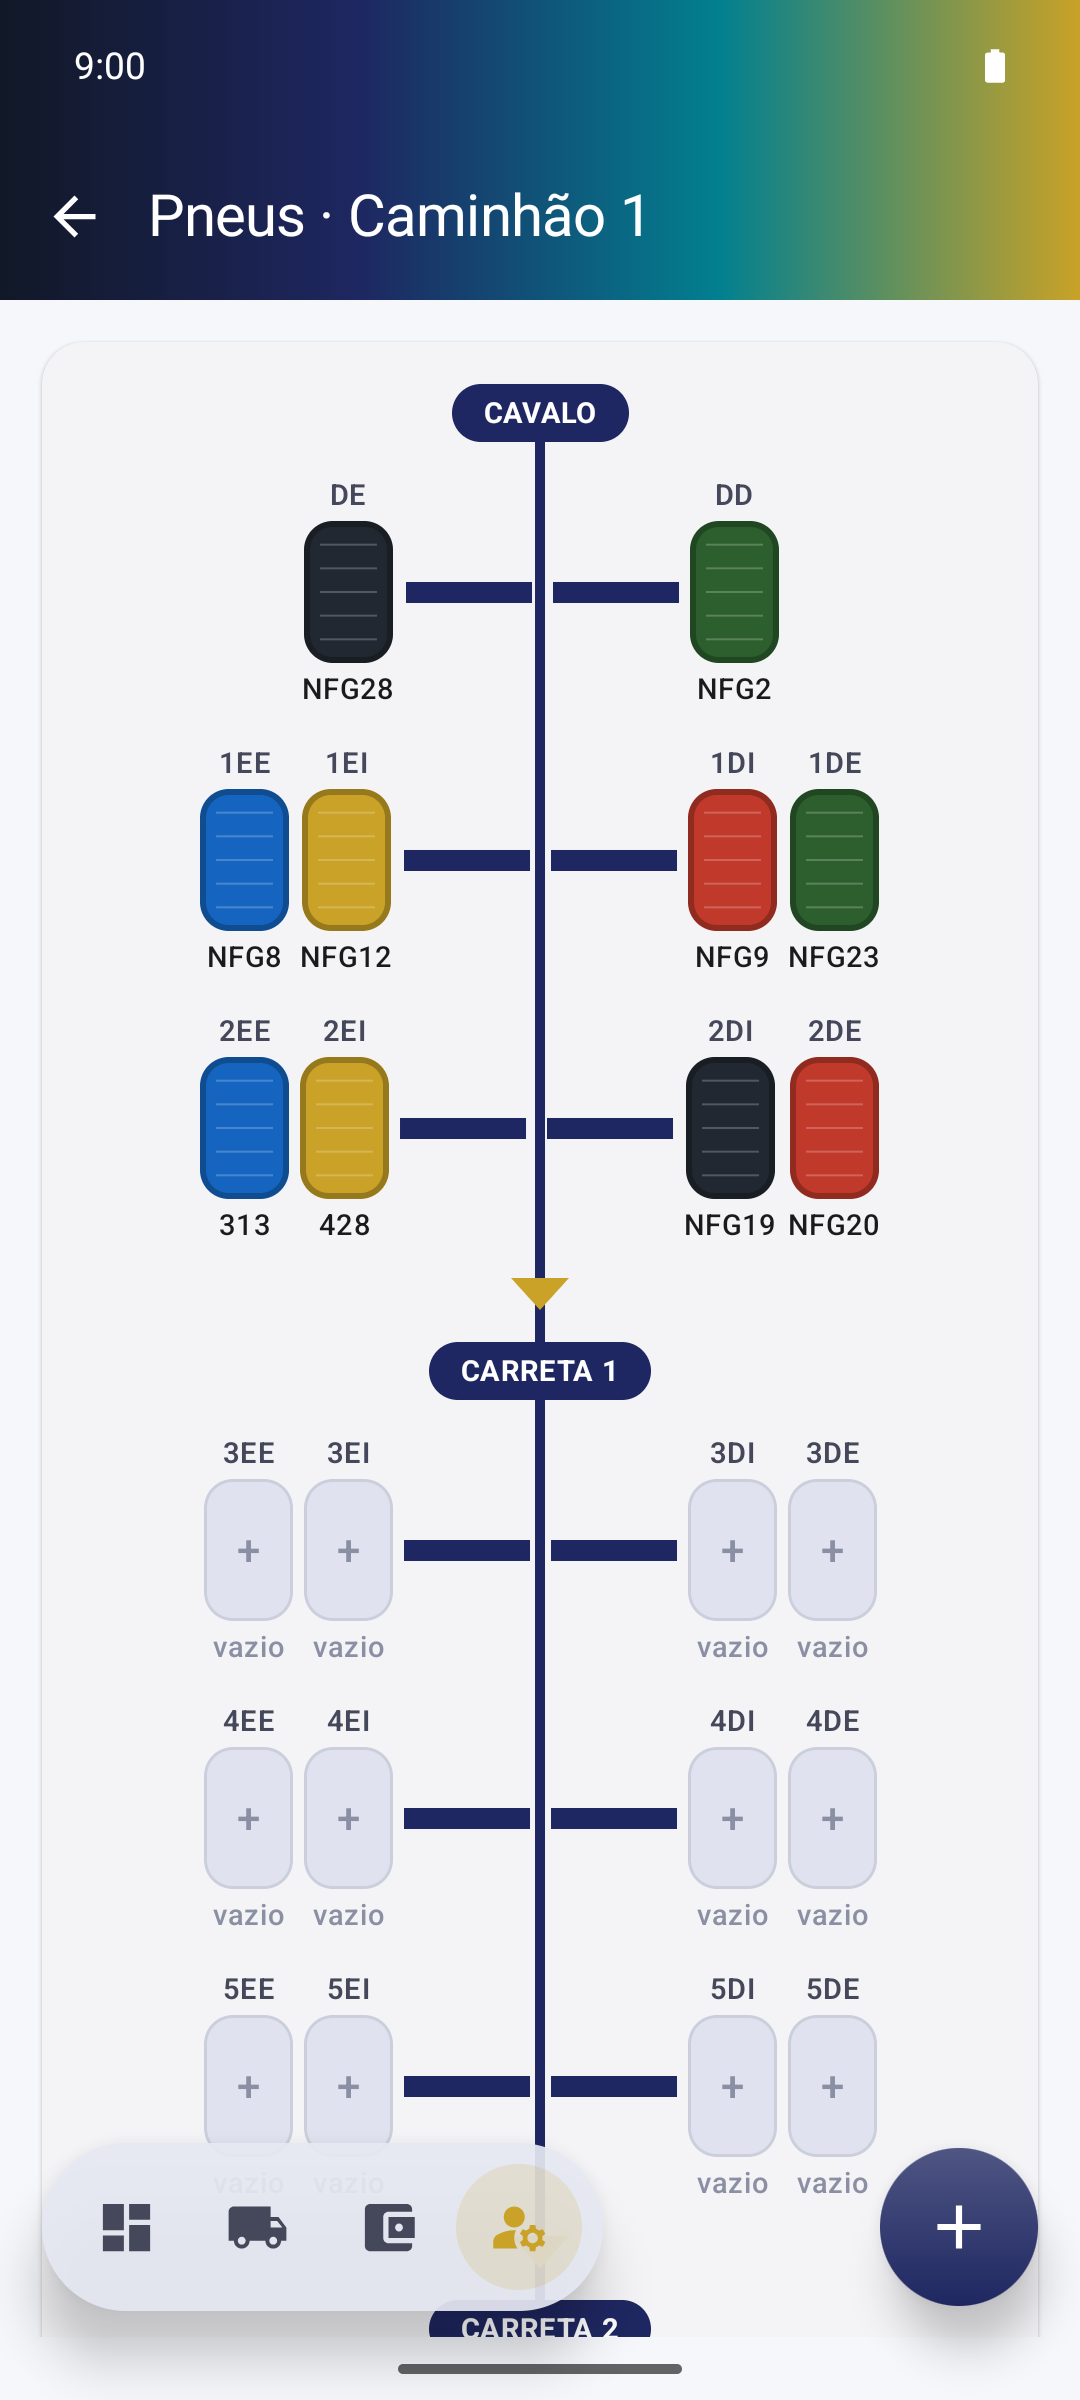 9:00
Pneus · Caminhão 1
CAVALO
DE DD
NFG28 NFG2
1EE 1EI 1DI 1DE
NFG8 NFG12 NFG9 NFG23
2EE 2EI 2DI 2DE
313 428 NFG19 NFG20
CARRETA 1
3EE 3EI 3DI 3DE
+ + + +
vazio vazio vazio vazio
4EE 4EI 4DI 4DE
+ + + +
vazio vazio vazio vazio
5EE 5EI 5DI 5DE
+ + + +
vazio vazio vazio vazio
CARRETA 2